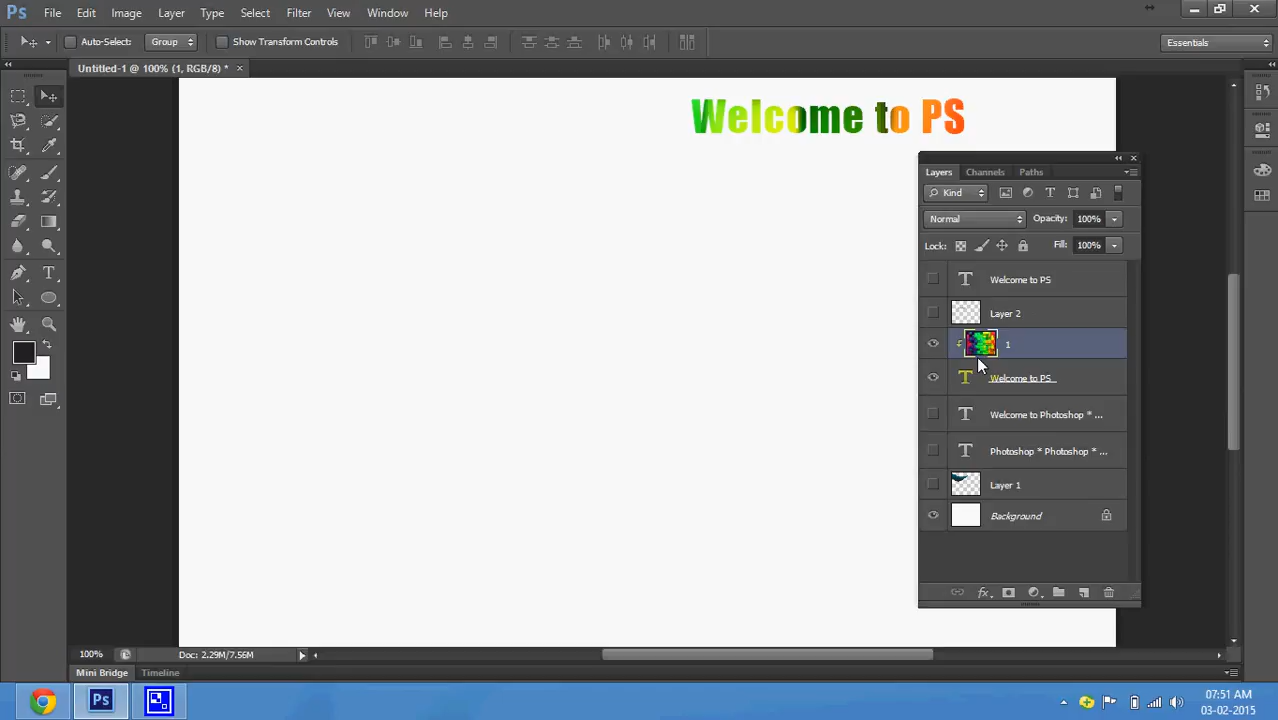 Ps File Edit Image Layer Type Select Filter View Window Help
Auto-Select: Group Show Transform Controls Essentials
Untitled-1 @ 100% (1, RGB/8) *
Welcome to PS
Layers Channels Paths
Kind
Normal Opacity: 100%
Lock: Fill: 100%
Welcome to PS
Layer 2
1
Welcome to PS
Welcome to Photoshop * ...
Photoshop * Photoshop * ...
Layer 1
Background
fx
100% Doc: 2.29M/7.56M
Mini Bridge Timeline
Ps
07:51 AM
03-02-2015